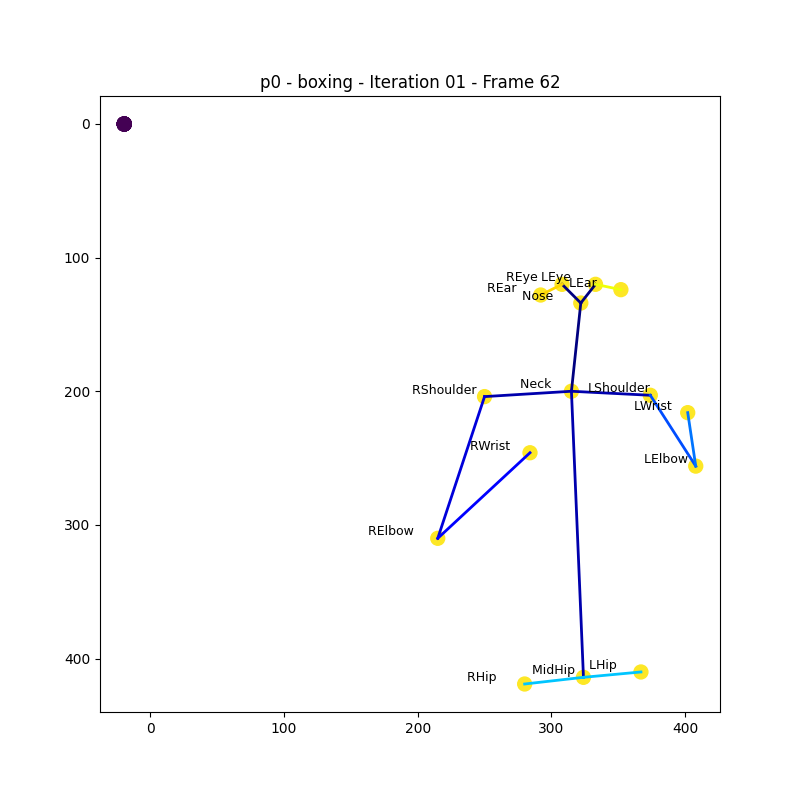 p0 - boxing - Iteration 01 - Frame 62
0
100
200
300
400
REye LEye
LEar
REar
Nose
Neck
RShoulder
LShoulder
LWrist
RWrist
LElbow
RElbow
MidHip
LHip
RHip
0 100 200 300 400